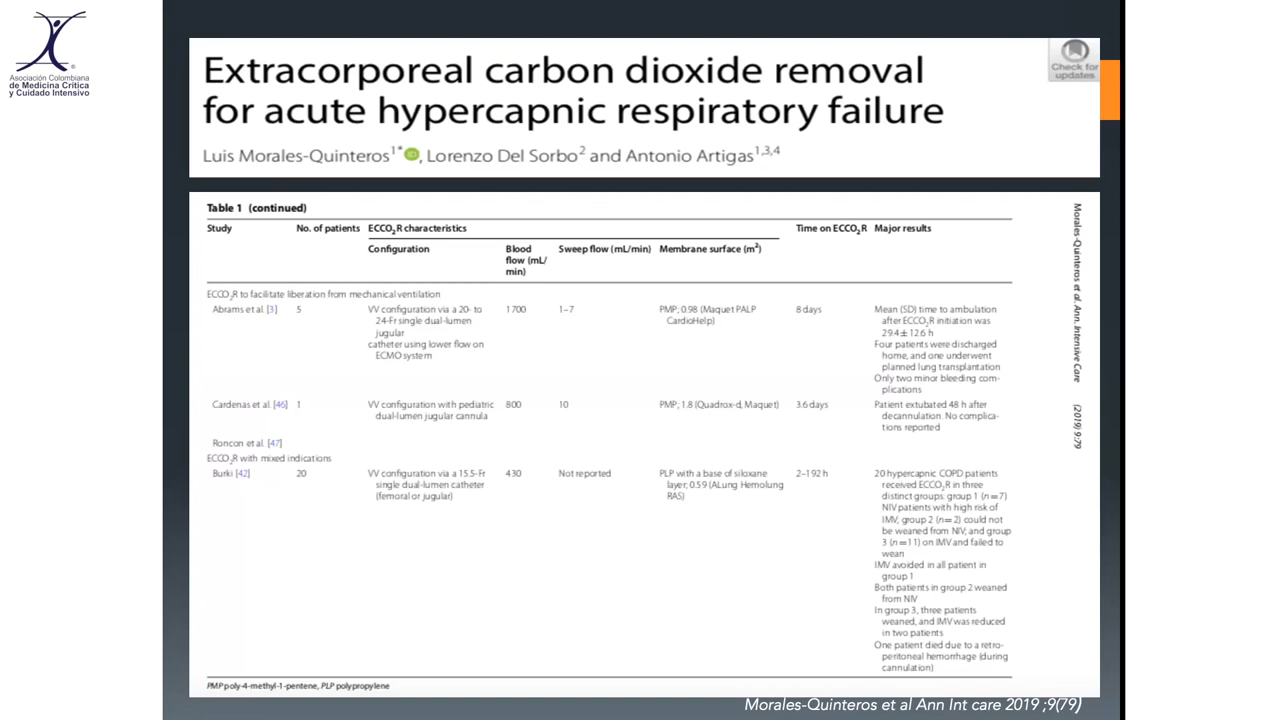 Asociación Colombiana
de Medicina Crítica
y Cuidado Intensivo
®
Check for
updates
Extracorporeal carbon dioxide removal
for acute hypercapnic respiratory failure
Luis Morales-Quinteros1*, Lorenzo Del Sorbo2 and Antonio Artigas1,3,4
Table 1 (continued)
Study No. of patients ECCO2R characteristics Time on ECCO2R Major results
Configuration Blood flow (mL/min) Sweep flow (mL/min) Membrane surface (m2)
ECCO2R to facilitate liberation from mechanical ventilation
Abrams et al. [3] 5 VV configuration via a 20- to 1700 1–7 PMP; 0.98 (Maquet PALP 8 days Mean (SD) time to ambulation
24-Fr single dual-lumen CardioHelp) after ECCO2R initiation was
jugular 29.4 ± 12.6 h
catheter using lower flow on Four patients were discharged
ECMO system home, and one underwent
planned lung transplantation
Only two minor bleeding com-
plications
Cardenas et al. [46] 1 VV configuration with pediatric 800 10 PMP; 1.8 (Quadrox-d, Maquet) 3.6 days Patient extubated 48 h after
dual-lumen jugular cannula decannulation. No complica-
tions reported
Roncon et al. [47]
ECCO2R with mixed indications
Burki [42] 20 VV configuration via a 15.5-Fr 430 Not reported PLP with a base of siloxane 2–192 h 20 hypercapnic COPD patients
single dual-lumen catheter layer; 0.59 (ALung Hemolung received ECCO2R in three
(femoral or jugular) RAS) distinct groups: group 1 (n = 7)
NIV patients with high risk of
IMV; group 2 (n = 2) could not
be weaned from NIV; and group
3 (n = 11) on IMV and failed to
wean
IMV avoided in all patient in
group 1
Both patients in group 2 weaned
from NIV
In group 3, three patients
weaned, and IMV was reduced
in two patients
One patient died due to a retro-
peritoneal hemorrhage (during
cannulation)
PMP poly-4-methyl-1-pentene, PLP polypropylene
Morales-Quinteros et al. Ann. Intensive Care (2019) 9:79
Morales-Quinteros et al Ann Int care 2019 ;9(79)